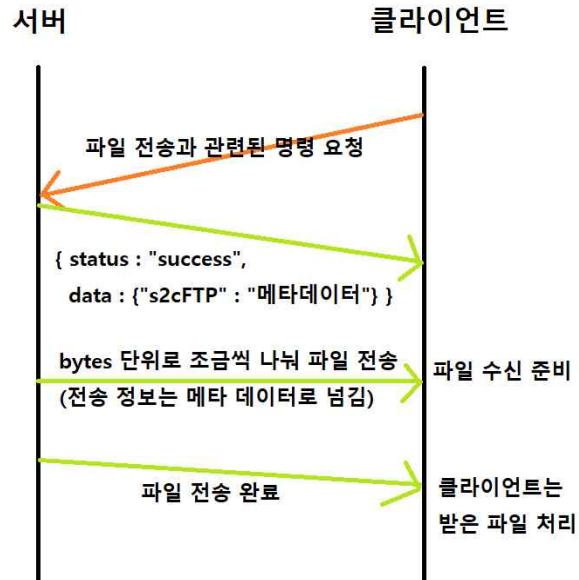 서버
클라이언트
파일 전송과 관련된 명령 요청
{ status : "success",
data : {"s2cFTP" : "메타데이터"} }
bytes 단위로 조금씩 나눠 파일 전송
(전송 정보는 메타 데이터로 넘김)
파일 수신 준비
파일 전송 완료
클라이언트는
받은 파일 처리